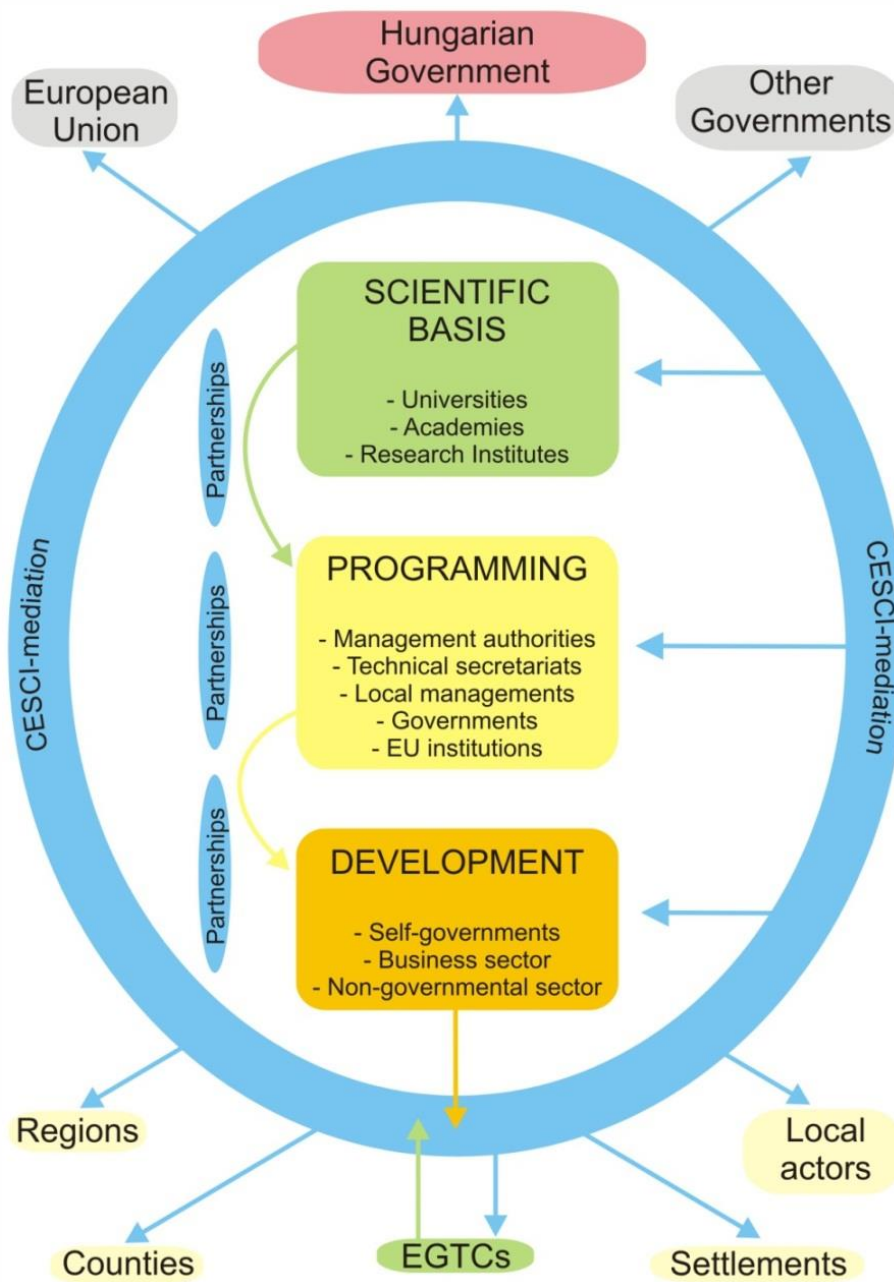 Hungarian
Government
European
Union
Other
Governments
SCIENTIFIC
BASIS
- Universities
- Academies
- Research Institutes
Partnerships
CESCI-mediation
CESCI-mediation
PROGRAMMING
- Management authorities
- Technical secretariats
- Local managements
- Governments
- EU institutions
Partnerships
DEVELOPMENT
- Self-governments
- Business sector
- Non-governmental sector
Partnerships
Regions
Local
actors
Counties
EGTCs
Settlements